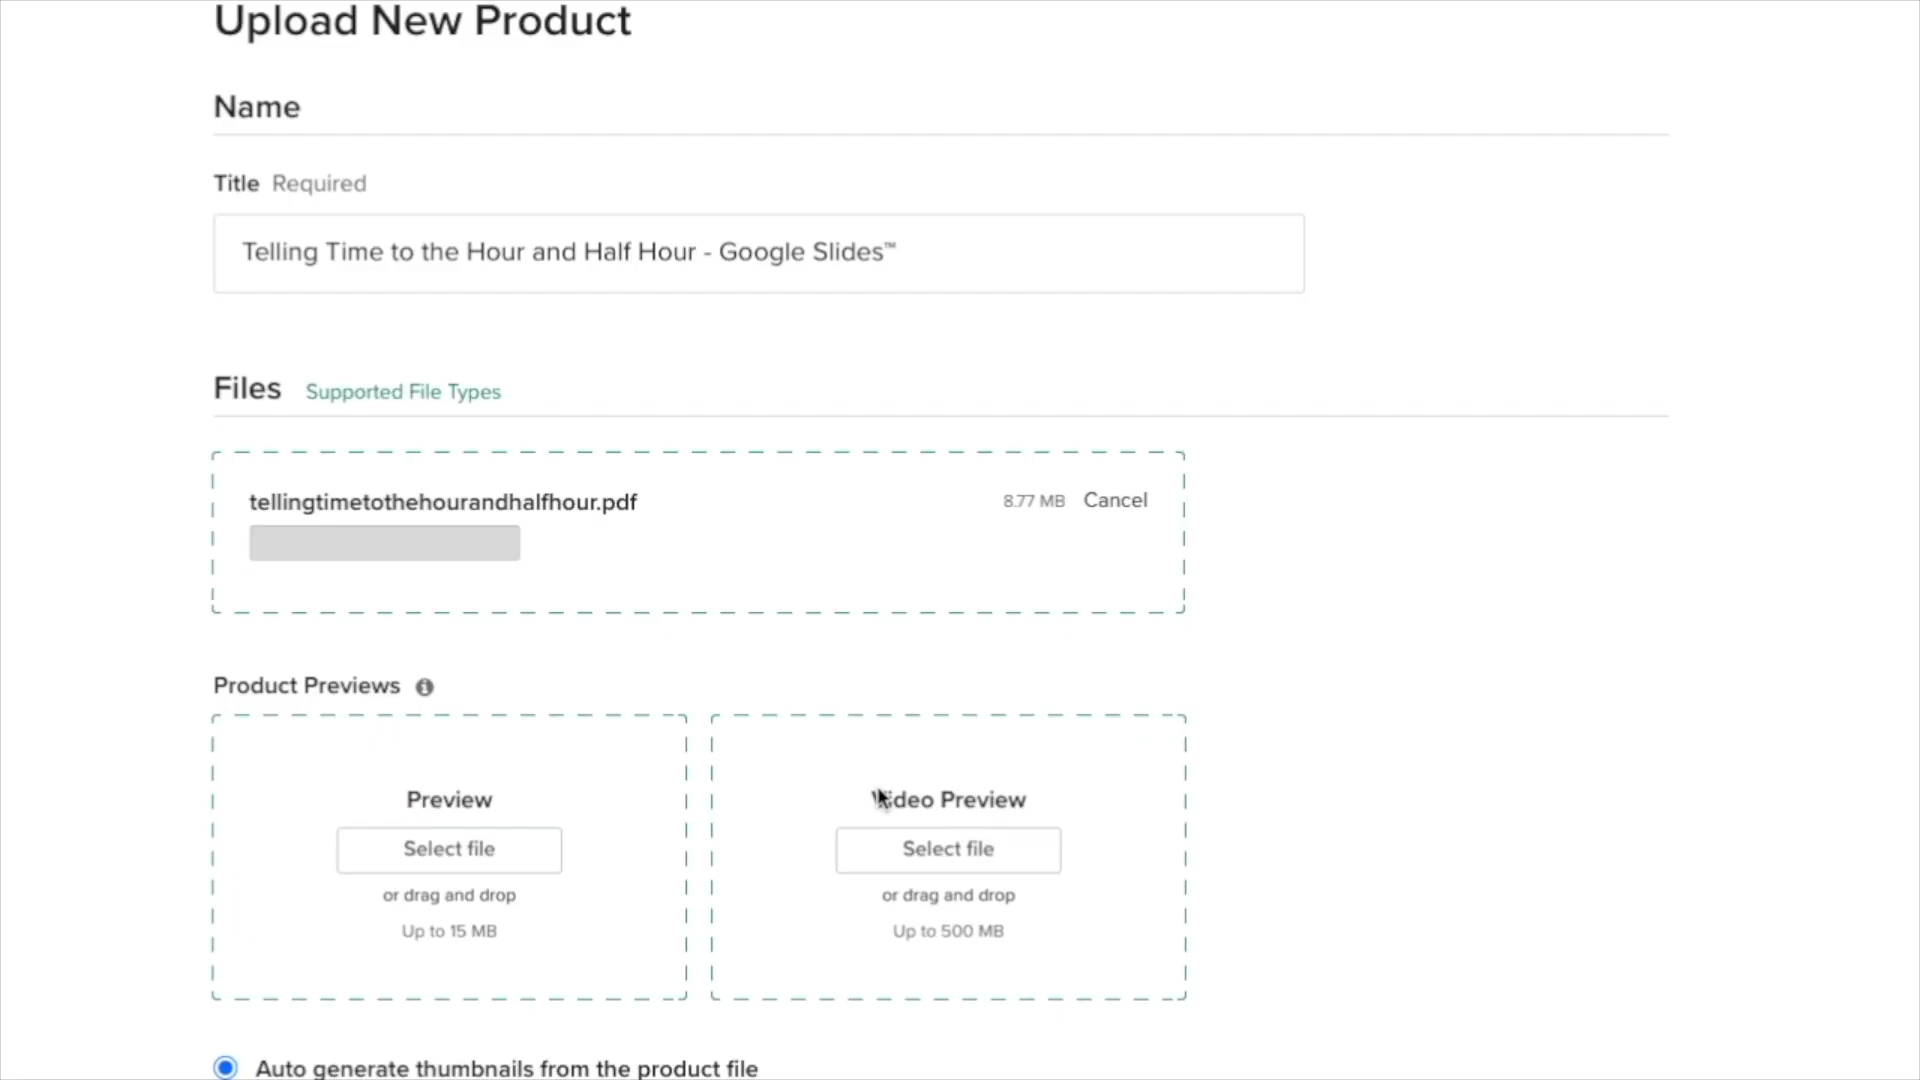 Upload New Product
Name
Title Required
Telling Time to the Hour and Half Hour - Google Slides™
Files Supported File Types
tellingtimetothehourandhalfhour.pdf 8.77 MB Cancel
Product Previews
Preview Video Preview
Select file Select file
or drag and drop or drag and drop
Up to 15 MB Up to 500 MB
Auto generate thumbnails from the product file